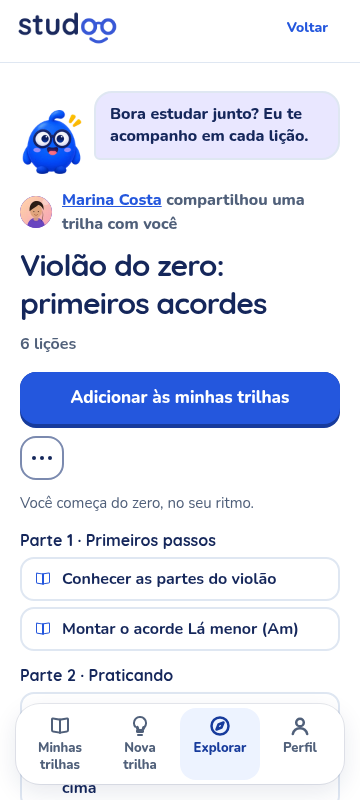 studoo
Voltar
Bora estudar junto? Eu te
acompanho em cada lição.
Marina Costa compartilhou uma
trilha com você
Violão do zero:
primeiros acordes
6 lições
Adicionar às minhas trilhas
Você começa do zero, no seu ritmo.
Parte 1 · Primeiros passos
Conhecer as partes do violão
Montar o acorde Lá menor (Am)
Parte 2 · Praticando
Minhas
trilhas
Nova
trilha
Explorar
Perfil
cima